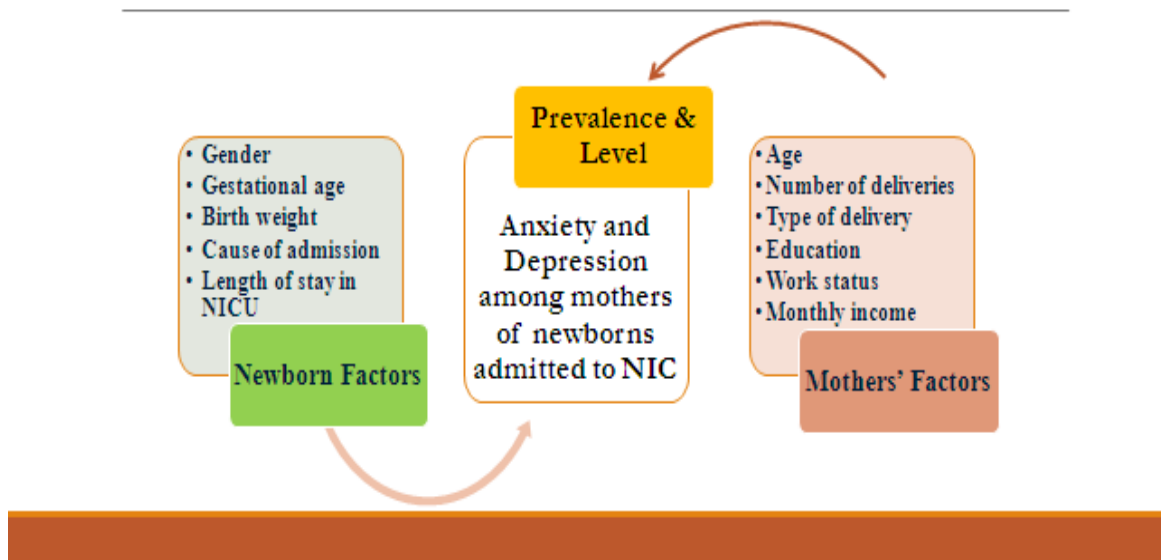 • Gender
• Gestational age
• Birth weight
• Cause of admission
• Length of stay in
NICU
Newborn Factors
Prevalence &
Level
Anxiety and
Depression
among mothers
of newborns
admitted to NIC
• Age
• Number of deliveries
• Type of delivery
• Education
• Work status
• Monthly income
Mothers’ Factors